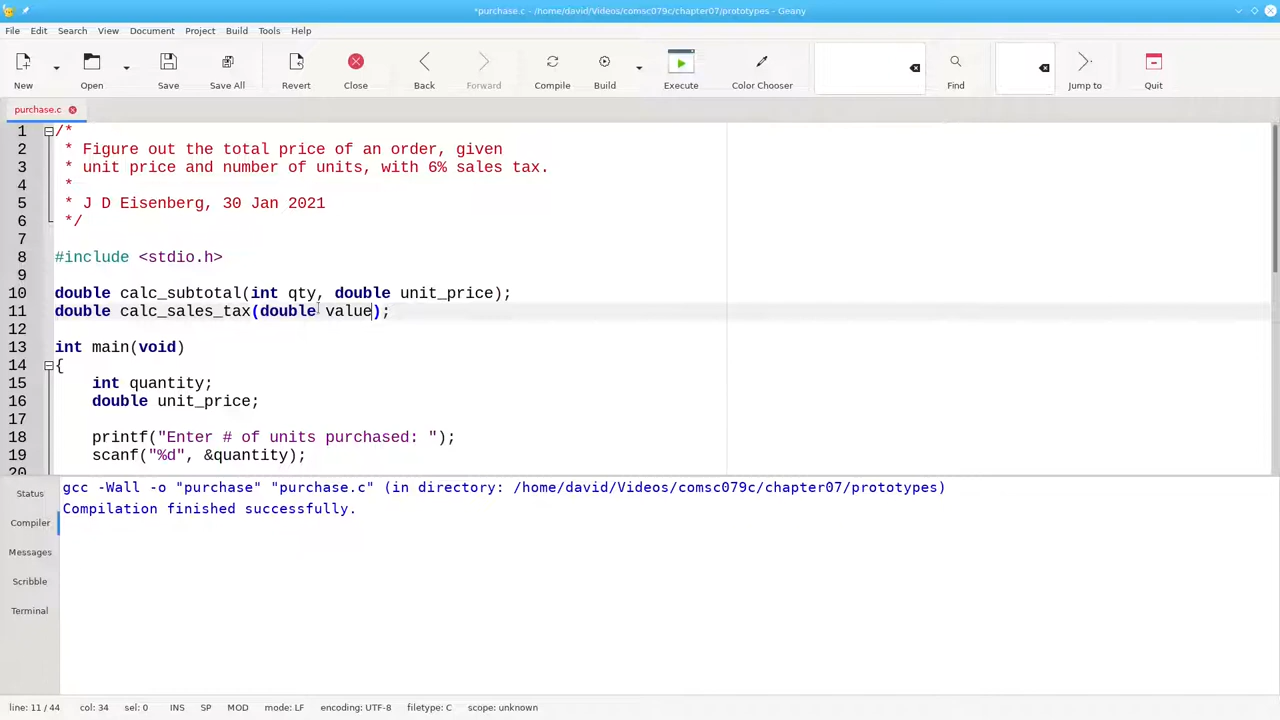 *purchase.c - /home/david/Videos/comsc079c/chapter07/prototypes - Geany
File Edit Search View Document Project Build Tools Help
New Open Save Save All Revert Close Back Forward Compile Build Execute Color Chooser Find Jump to Quit
purchase.c
1 /*
2  * Figure out the total price of an order, given
3  * unit price and number of units, with 6% sales tax.
4  *
5  * J D Eisenberg, 30 Jan 2021
6  */
7
8 #include <stdio.h>
9
10 double calc_subtotal(int qty, double unit_price);
11 double calc_sales_tax(double value);
12
13 int main(void)
14 {
15     int quantity;
16     double unit_price;
17
18     printf("Enter # of units purchased: ");
19     scanf("%d", &quantity);
20
Status
Compiler
Messages
Scribble
Terminal
gcc -Wall -o "purchase" "purchase.c" (in directory: /home/david/Videos/comsc079c/chapter07/prototypes)
Compilation finished successfully.
line: 11 / 44 col: 34 sel: 0 INS SP MOD mode: LF encoding: UTF-8 filetype: C scope: unknown